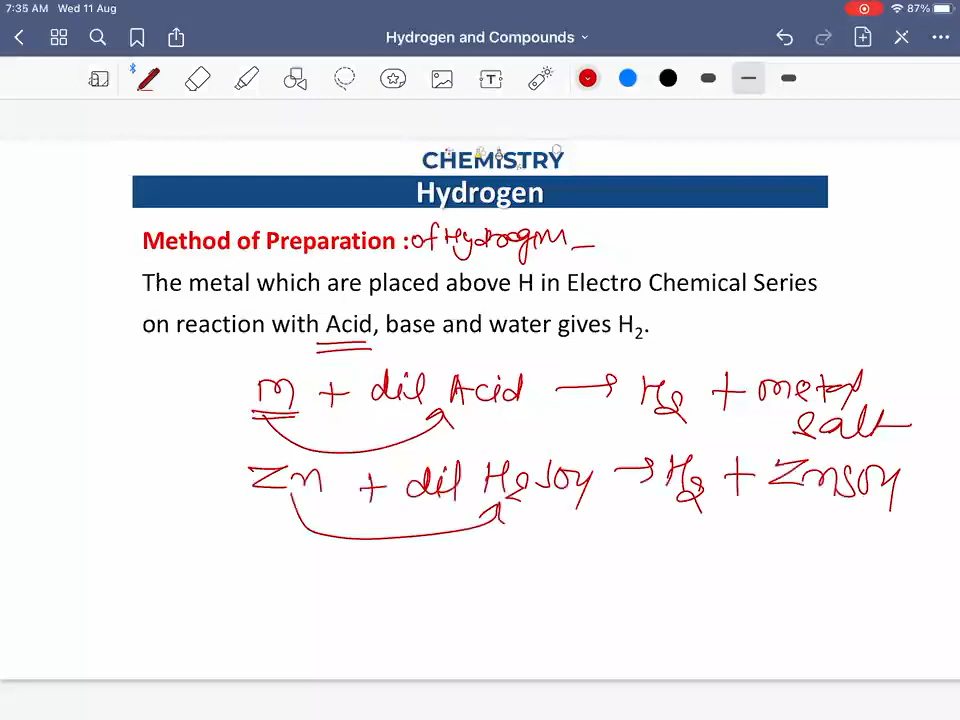 7:35 AM Wed 11 Aug 87%
Hydrogen and Compounds
T
CHEMISTRY
Hydrogen
Method of Preparation : of Hydrogen
The metal which are placed above H in Electro Chemical Series
on reaction with Acid, base and water gives H₂.
m + dil Acid → H₂ + metal
salt
Zn + dil H₂SO₄ → H₂ + ZnSO₄